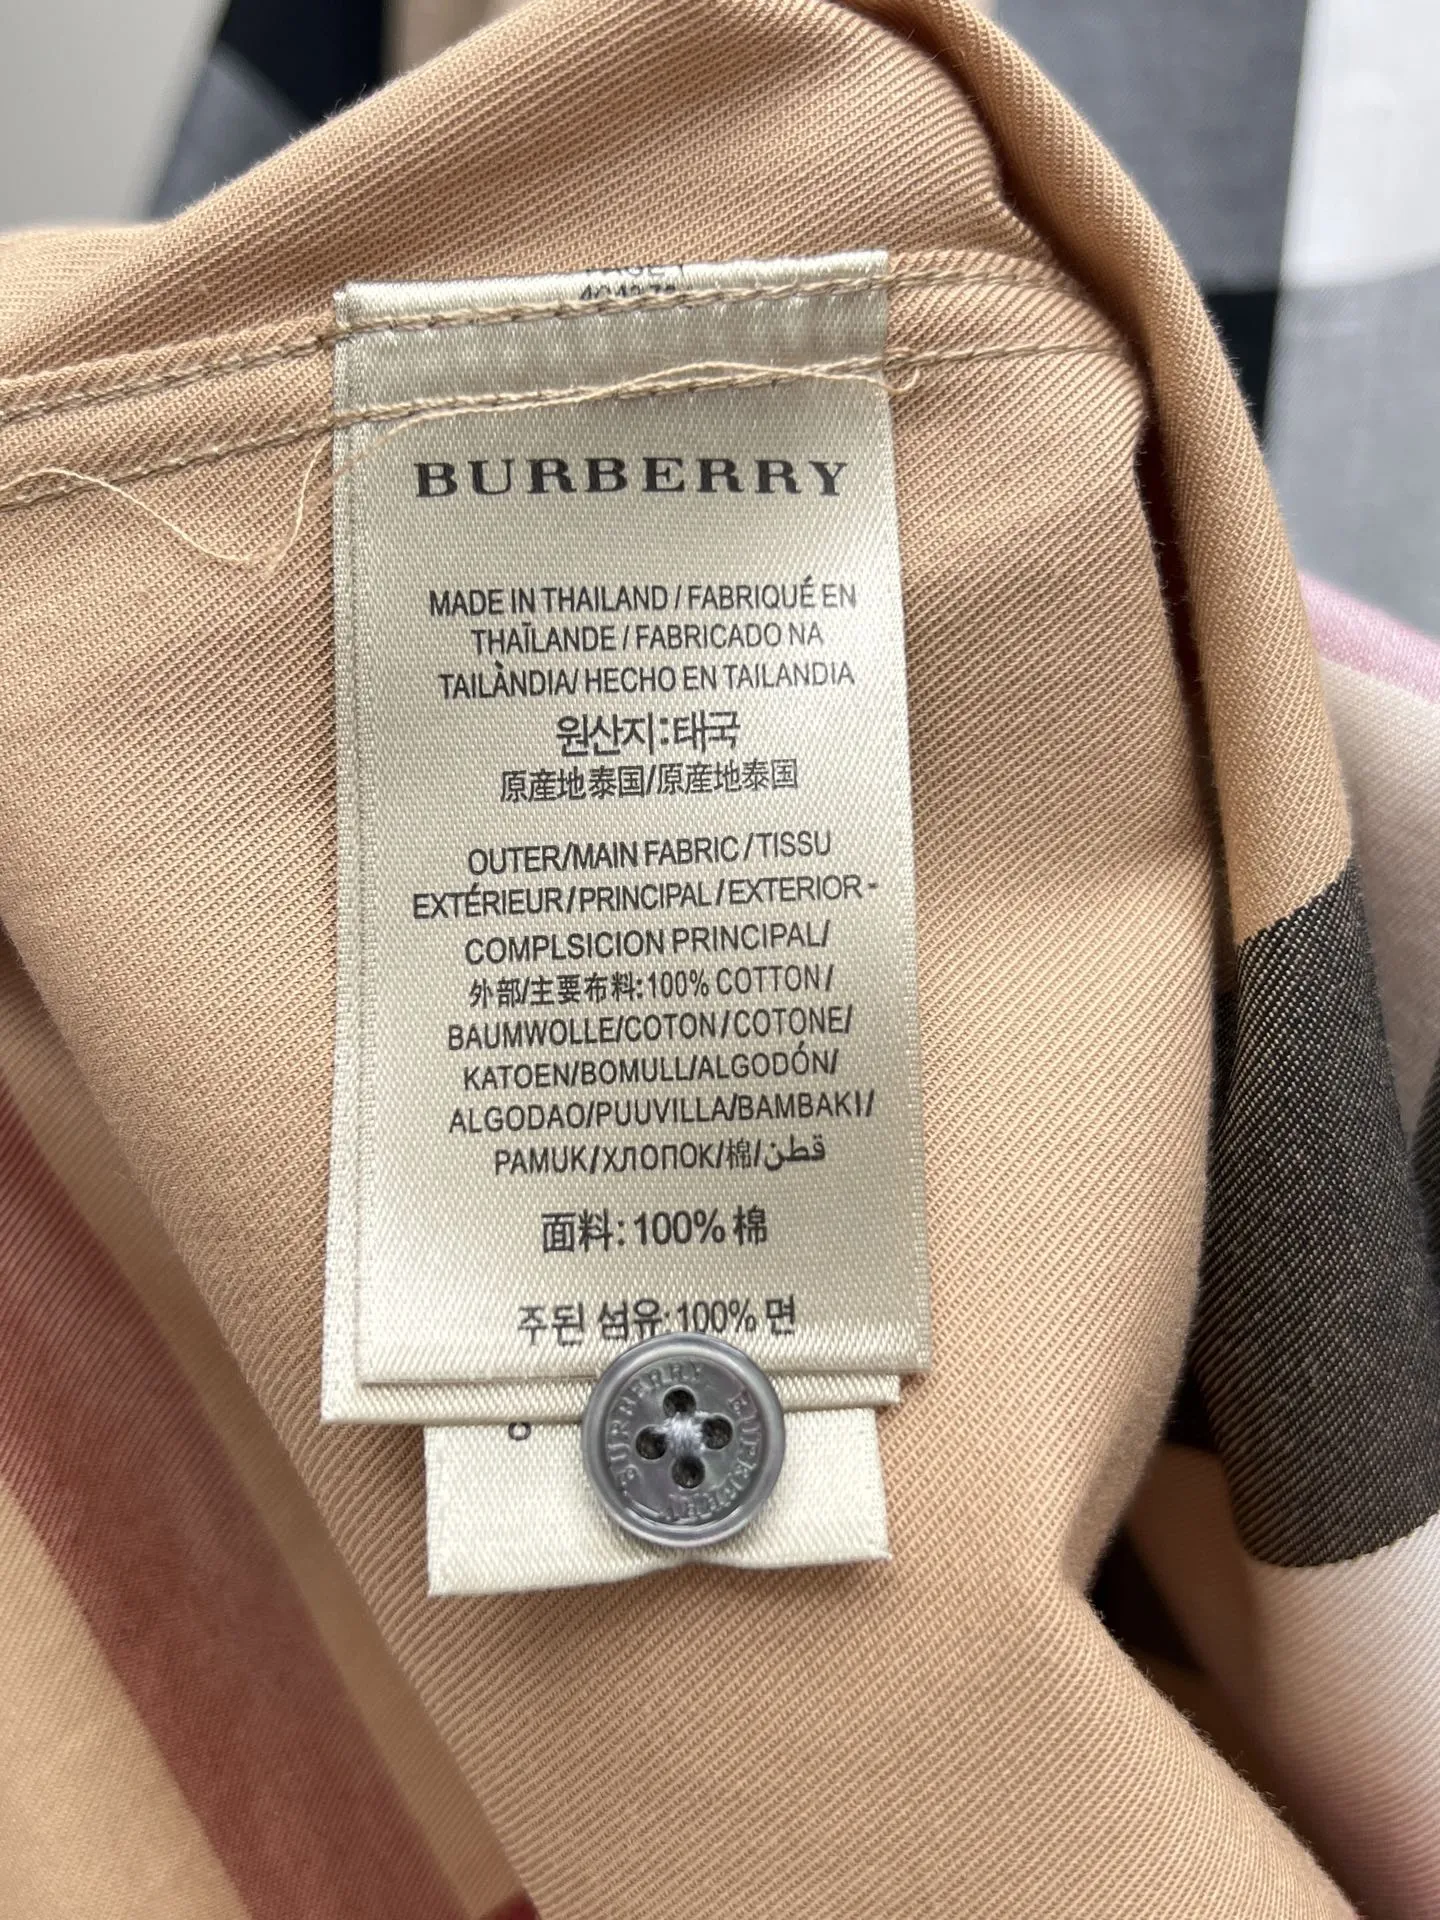 BURBERRY
MADE IN THAILAND / FABRIQUÉ EN
THAÏLANDE / FABRICADO NA
TAILÀNDIA/ HECHO EN TAILANDIA
원산지:태국
原産地泰国/原産地泰国
OUTER/MAIN FABRIC/TISSU
EXTÉRIEUR/PRINCIPAL/EXTERIOR-
COMPLSICION PRINCIPAL/
外部/主要布料:100% COTTON/
BAUMWOLLE/COTON/COTONE/
KATOEN/BOMULL/ALGODÓN/
ALGODAO/PUUVILLA/BAMBAKI/
PAMUK/ХЛОПОК/棉/قطن
面料:100% 棉
주된 섬유:100% 면
BURBERRY BURBERRY